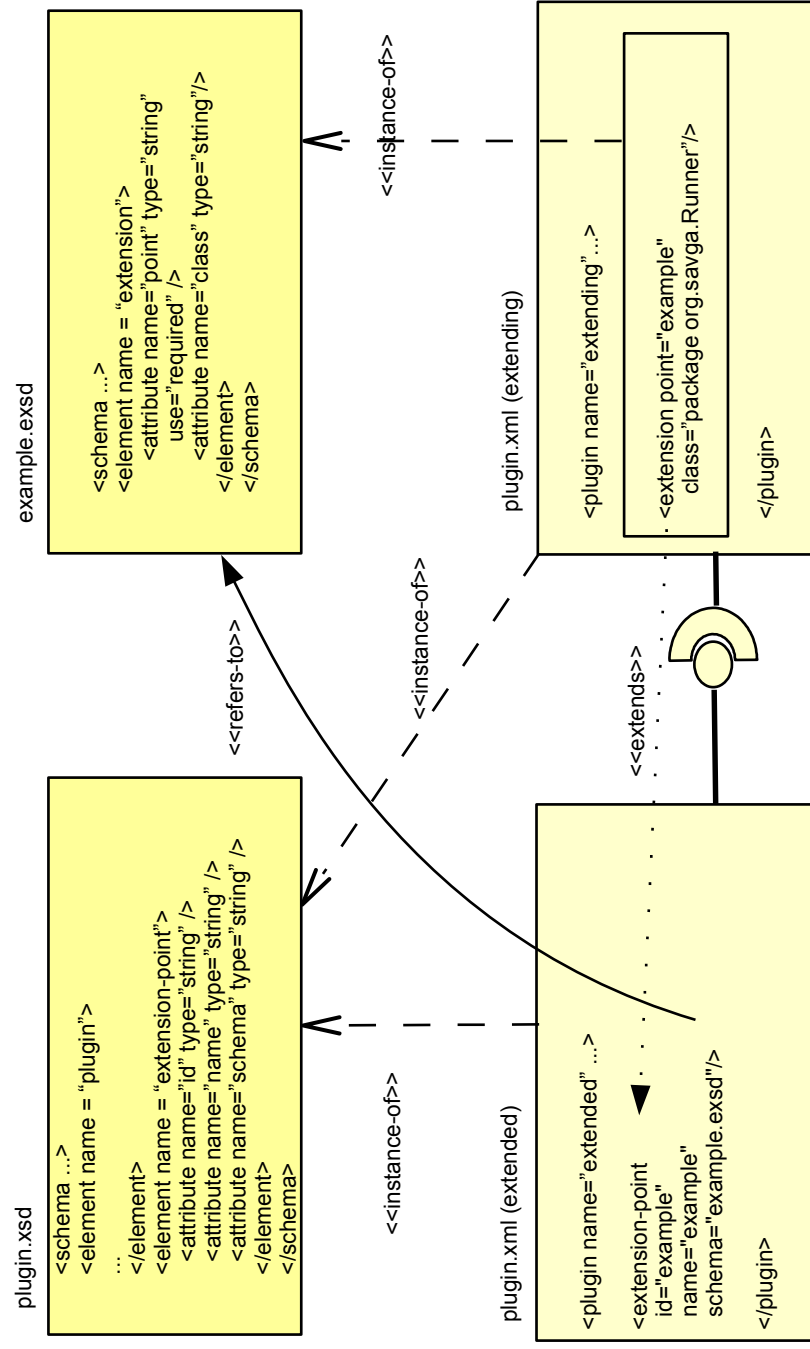 plugin.xsd
<schema ...>
<element name = “plugin”>
...
</element>
<element name = “extension-point”>
<attribute name=”id” type=”string” />
<attribute name=”name” type=”string” />
<attribute name=”schema” type=”string” />
</element>
</schema>
example.exsd
<schema ...>
<element name = “extension”>
<attribute name=”point” type=”string”
use=”required” />
<attribute name=”class” type=”string”/>
</element>
</schema>
<<refers-to>>
<<instance-of>>
<<instance-of>>
<<instance-of>>
plugin.xml (extended)
<plugin name=”extended” ...>
<extension-point
id="example"
name="example"
schema="example.exsd"/>
</plugin>
<<extends>>
plugin.xml (extending)
<plugin name=”extending”...>
<extension point="example"
class=”package org.savga.Runner”/>
</plugin>